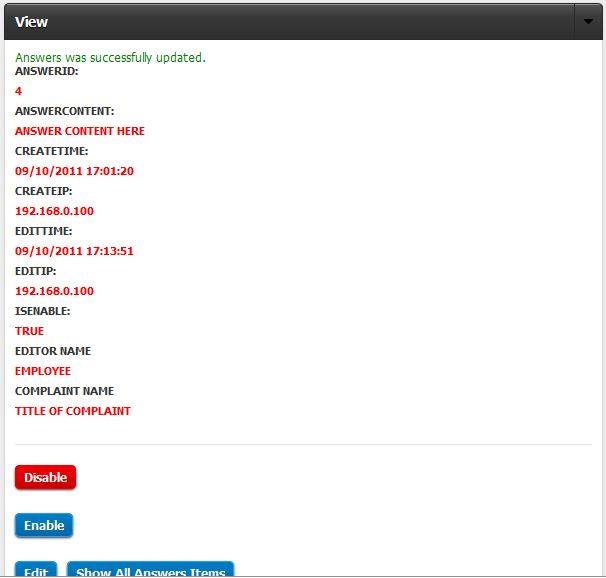 View
Answers was successfully updated.
ANSWERID:
4
ANSWERCONTENT:
ANSWER CONTENT HERE
CREATETIME:
09/10/2011 17:01:20
CREATEIP:
192.168.0.100
EDITTIME:
09/10/2011 17:13:51
EDITIP:
192.168.0.100
ISENABLE:
TRUE
EDITOR NAME
EMPLOYEE
COMPLAINT NAME
TITLE OF COMPLAINT
Disable
Enable
Edit Show All Answers Items